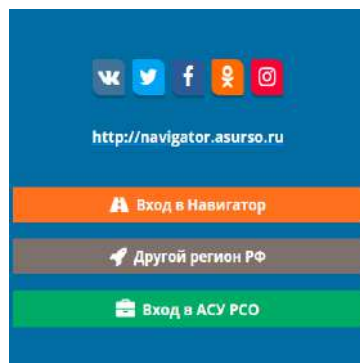 http://navigator.asurso.ru
Вход в Навигатор
Другой регион РФ
Вход в АСУ РСО